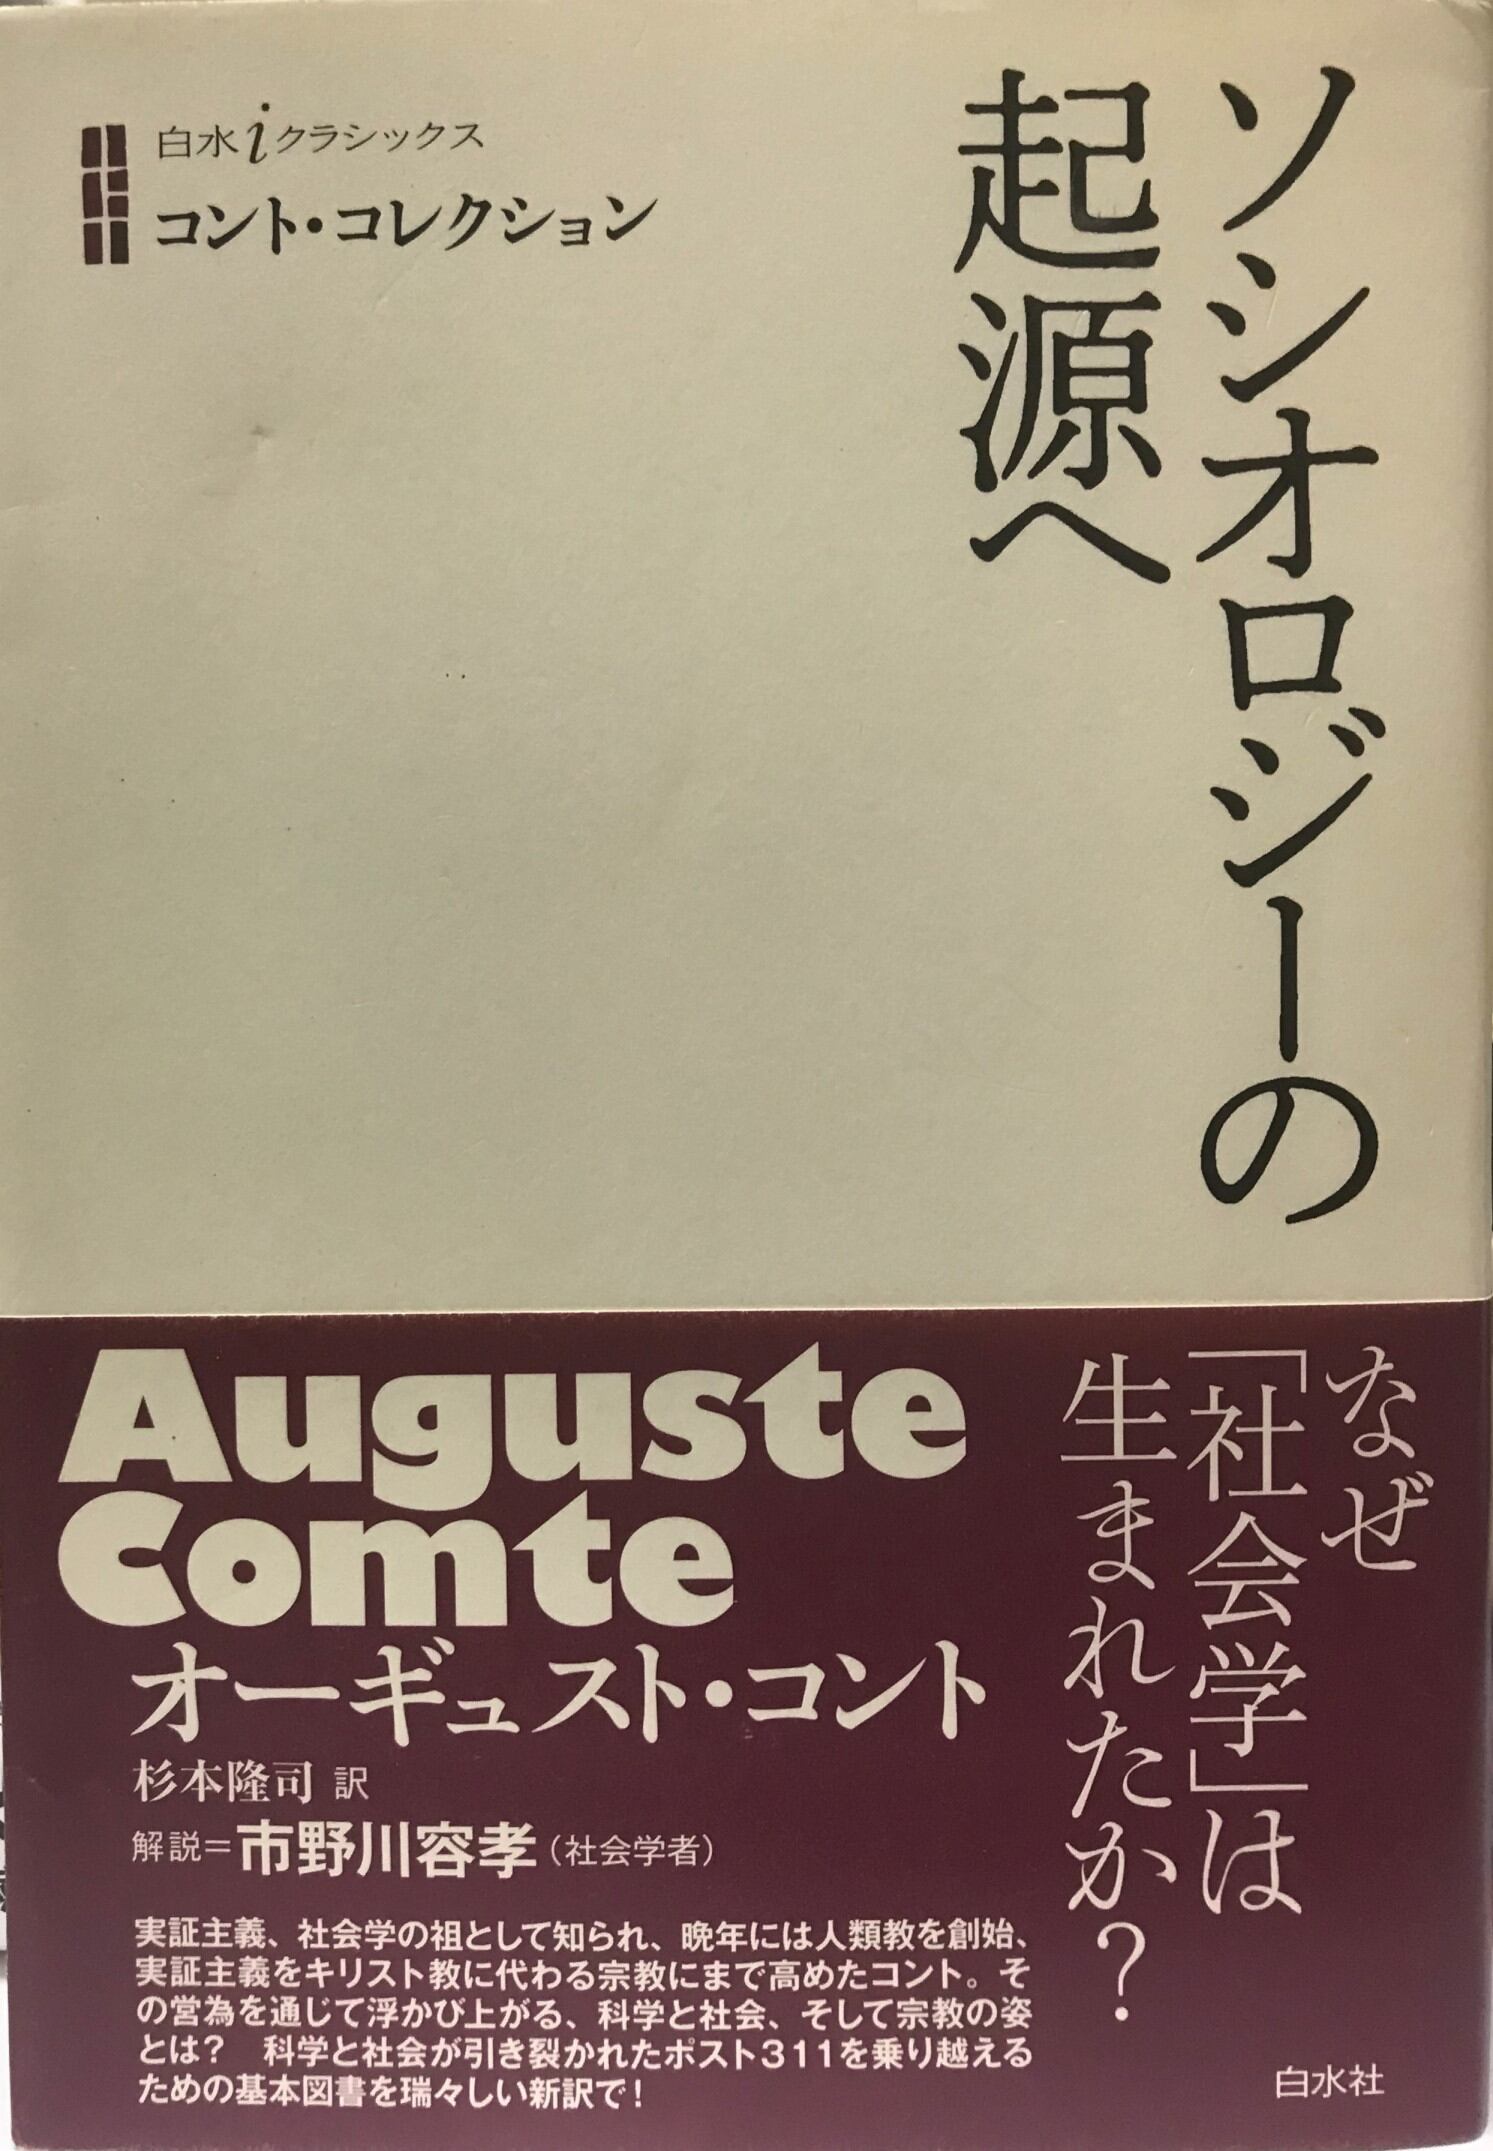 白水iクラシックス
コント・コレクション
ソシオロジーの
起源へ
なぜ
「社会学」は
生まれたか?
Auguste
Comte
オーギュスト・コント
杉本隆司 訳
解説=市野川容孝(社会学者)
実証主義、社会学の祖として知られ、晩年には人類教を創始、
実証主義をキリスト教に代わる宗教にまで高めたコント。そ
の営為を通じて浮かび上がる、科学と社会、そして宗教の姿
とは? 科学と社会が引き裂かれたポスト311を乗り越える
ための基本図書を瑞々しい新訳で!
白水社